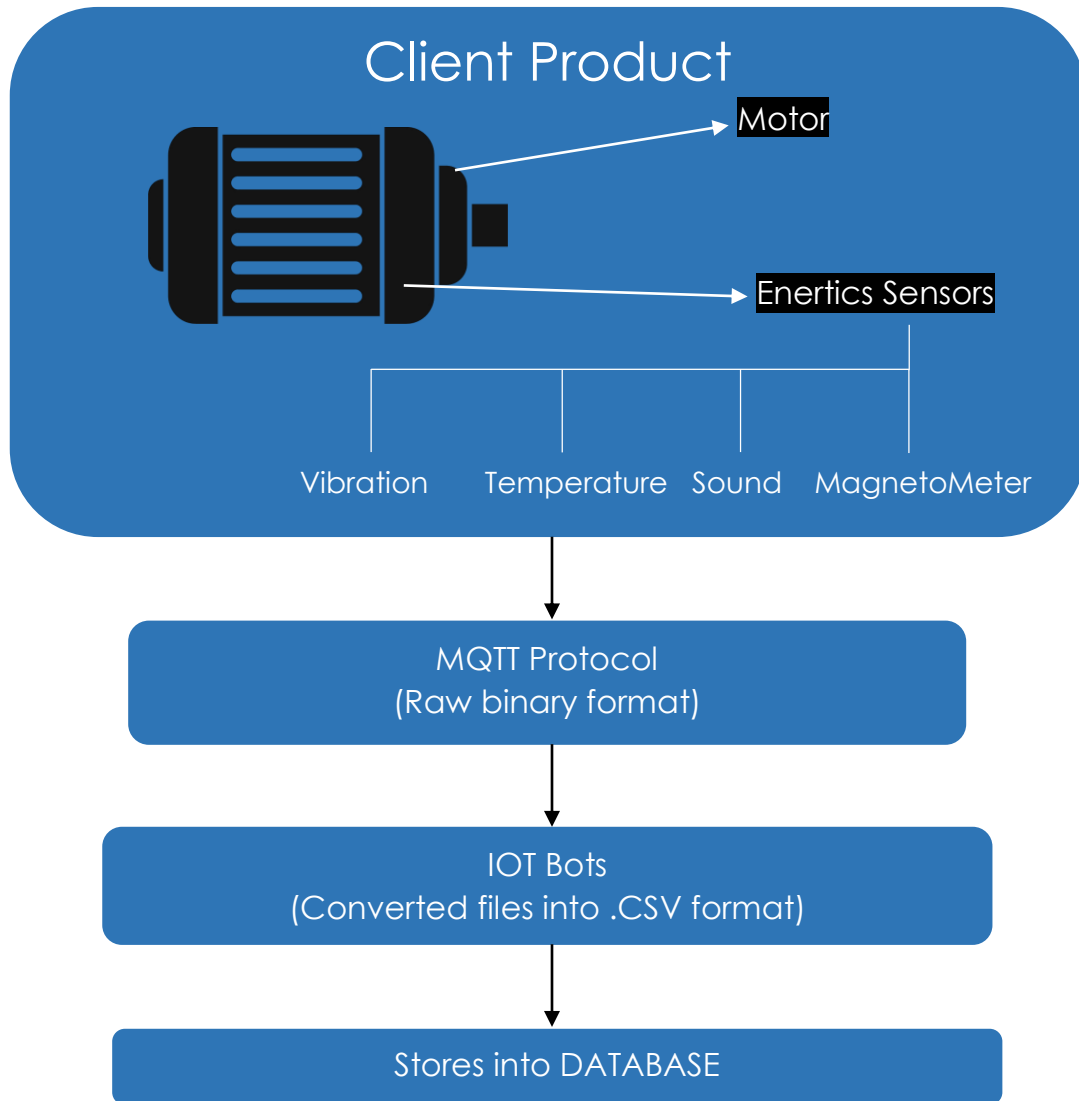 Client Product
Motor
Enertics Sensors
Vibration Temperature Sound MagnetoMeter
MQTT Protocol
(Raw binary format)
IOT Bots
(Converted files into .CSV format)
Stores into DATABASE